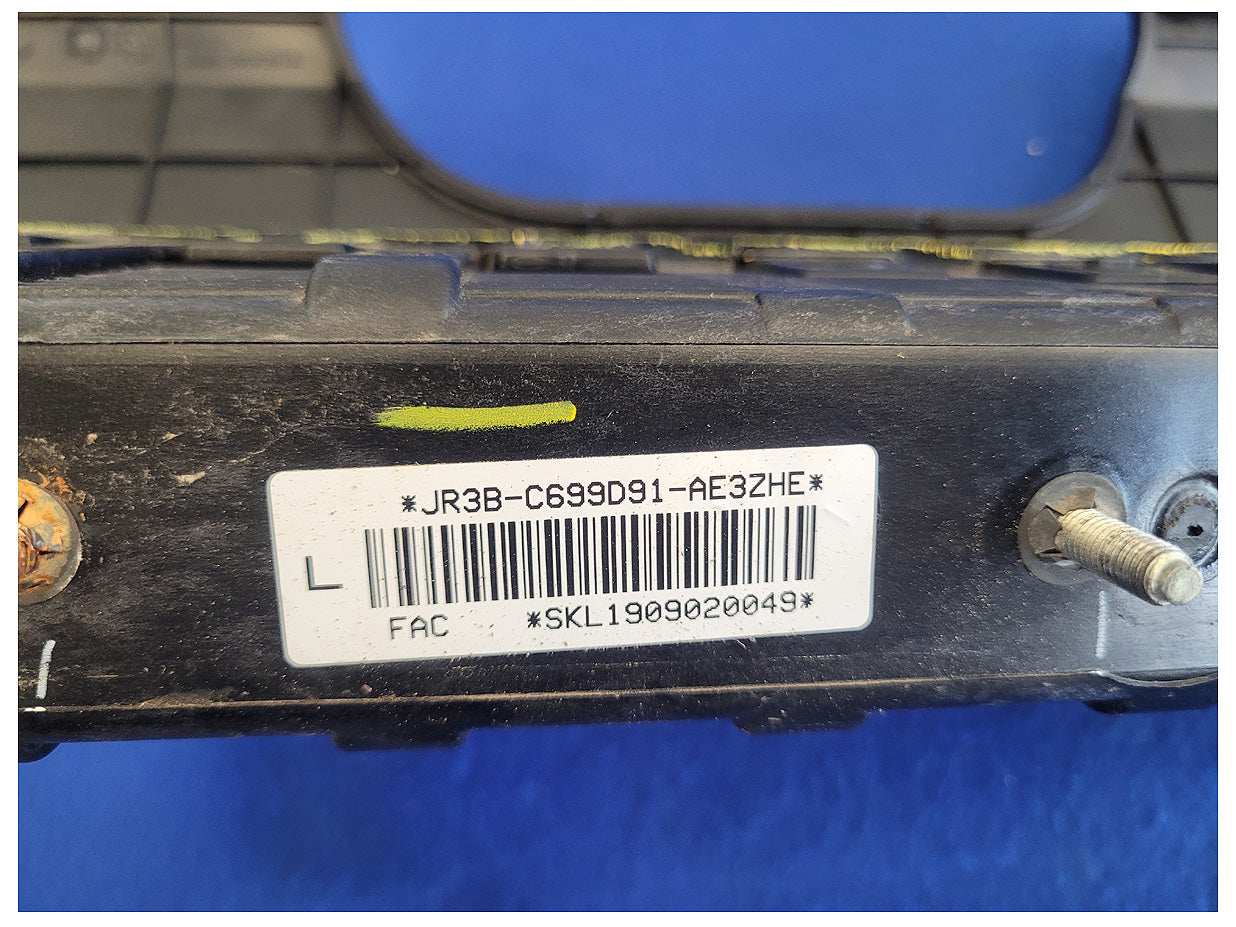 *JR3B-C699D91-AE3ZHE*
L
FAC *SKL1909020049*